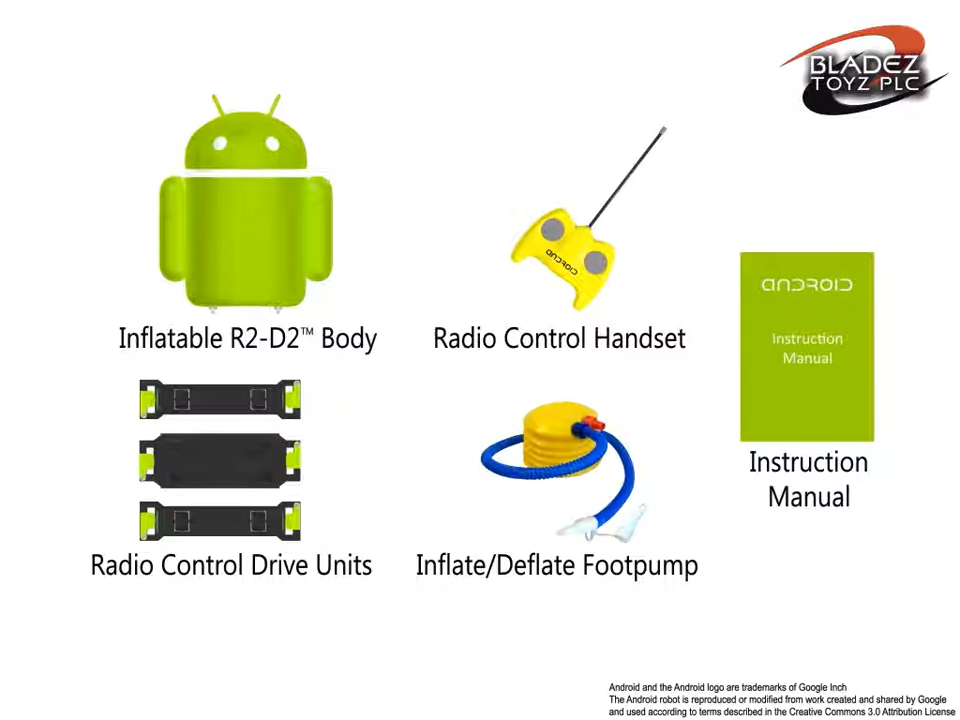 BLADEZ
TOYZ PLC
ANDROID
Inflatable R2-D2™ Body
Radio Control Handset
ANDROID
Instruction
Manual
Instruction
Manual
Radio Control Drive Units
Inflate/Deflate Footpump
Android and the Android logo are trademarks of Google Inch
The Android robot is reproduced or modified from work created and shared by Google
and used according to terms described in the Creative Commons 3.0 Attribution License